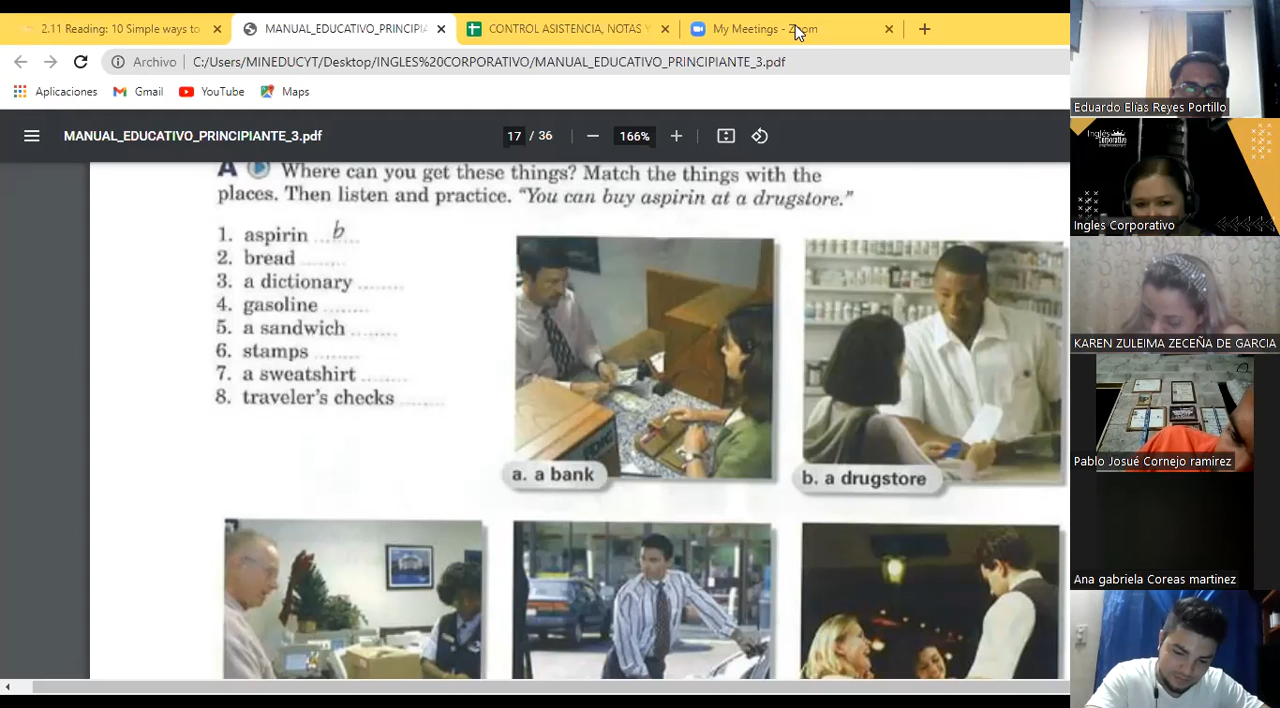 2.11 Reading: 10 Simple ways to
MANUAL_EDUCATIVO_PRINCIPIA
CONTROL ASISTENCIA, NOTAS Y
My Meetings - Zoom
Archivo
C:/Users/MINEDUCYT/Desktop/INGLES%20CORPORATIVO/MANUAL_EDUCATIVO_PRINCIPIANTE_3.pdf
Aplicaciones
Gmail
YouTube
Maps
MANUAL_EDUCATIVO_PRINCIPIANTE_3.pdf
17 / 36
166%
A Where can you get these things? Match the things with the
places. Then listen and practice. "You can buy aspirin at a drugstore."
1. aspirin b
2. bread
3. a dictionary
4. gasoline
5. a sandwich
6. stamps
7. a sweatshirt
8. traveler's checks
a. a bank
b. a drugstore
Eduardo Elías Reyes Portillo
Inglés Corporativo
Ingles Corporativo
KAREN ZULEIMA ZECEÑA DE GARCIA
Pablo Josué Cornejo ramirez
Ana gabriela Coreas martinez